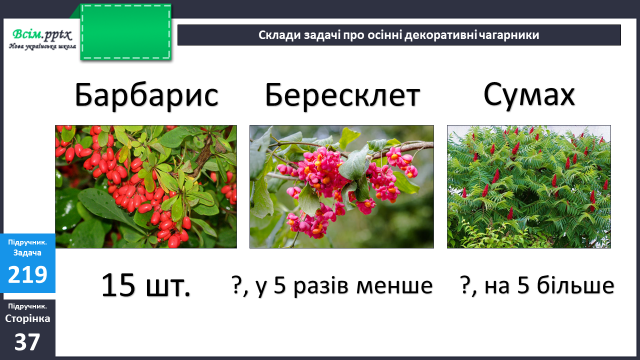 Всім.pptx
Нова українська школа
Склади задачі про осінні декоративні чагарники
Барбарис
Бересклет
Сумах
Підручник.
Задача
219
Підручник.
Сторінка
37
15 шт.
?, у 5 разів менше
?, на 5 більше